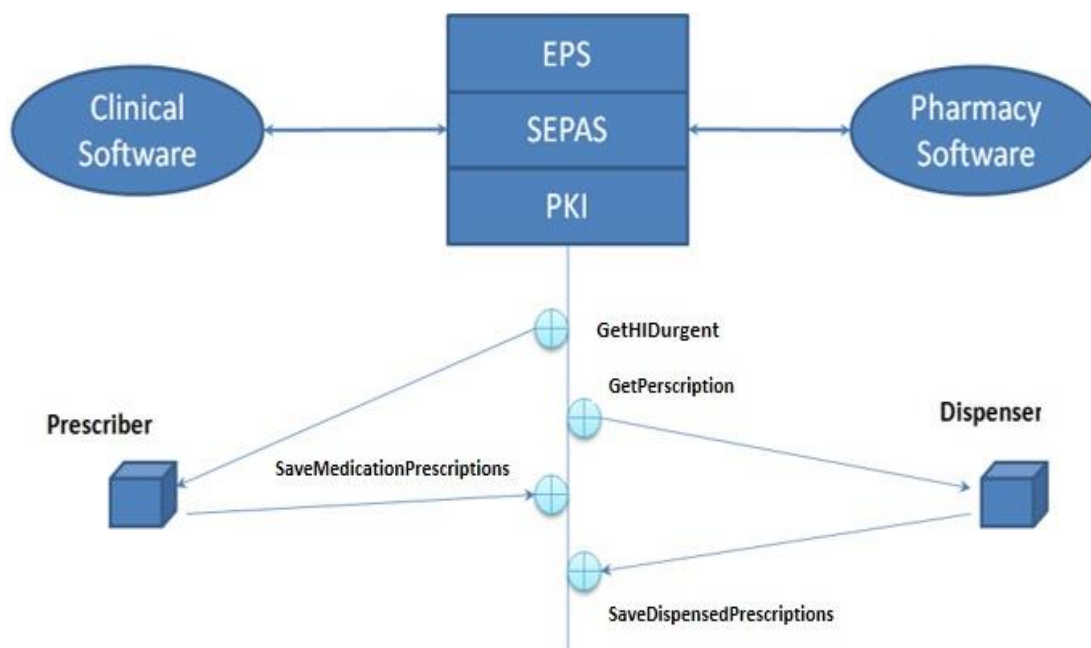 EPS
Clinical
Software
SEPAS
Pharmacy
Software
PKI
GetHIDurgent
GetPerscription
Prescriber
Dispenser
SaveMedicationPrescriptions
SaveDispensedPrescriptions